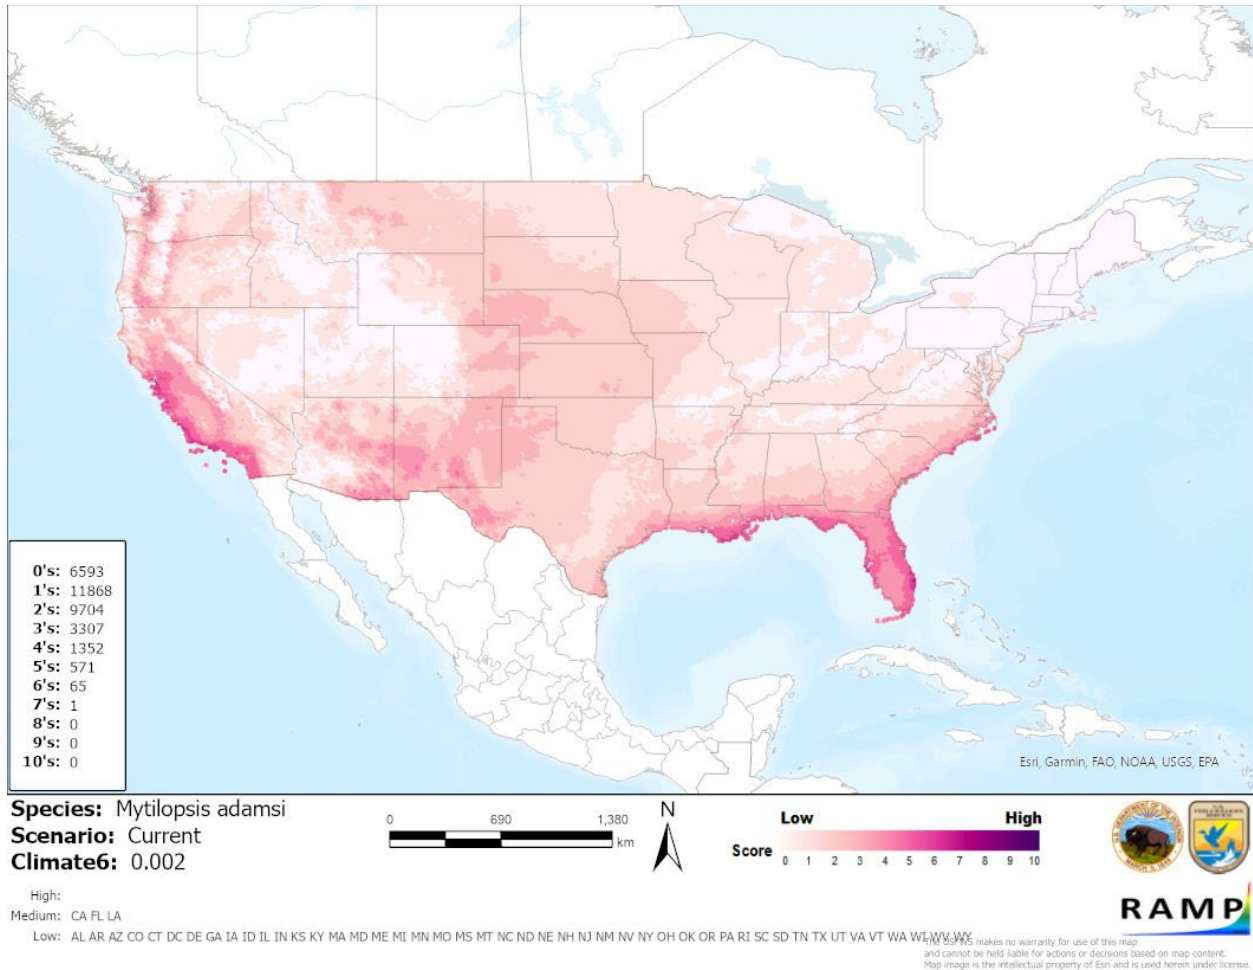 0's: 6593
1's: 11868
2's: 9704
3's: 3307
4's: 1352
5's: 571
6's: 65
7's: 1
8's: 0
9's: 0
10's: 0
Esri, Garmin, FAO, NOAA, USGS, EPA
Species: Mytilopsis adamsi
Scenario: Current
Climate6: 0.002
0 690 1,380
km
N
Low High
Score 0 1 2 3 4 5 6 7 8 9 10
RAMP
High:
Medium: CA FL LA
Low: AL AR AZ CO CT DC DE GA IA ID IL IN KS KY MA MD ME MI MN MO MS MT NC ND NE NH NJ NM NV NY OH OK OR PA RI SC SD TN TX UT VA VT WA WI WV WY
The USFWS makes no warranty for use of this map
and cannot be held liable for actions or decisions based on map content.
Map image is the intellectual property of Esri and is used herein under license.